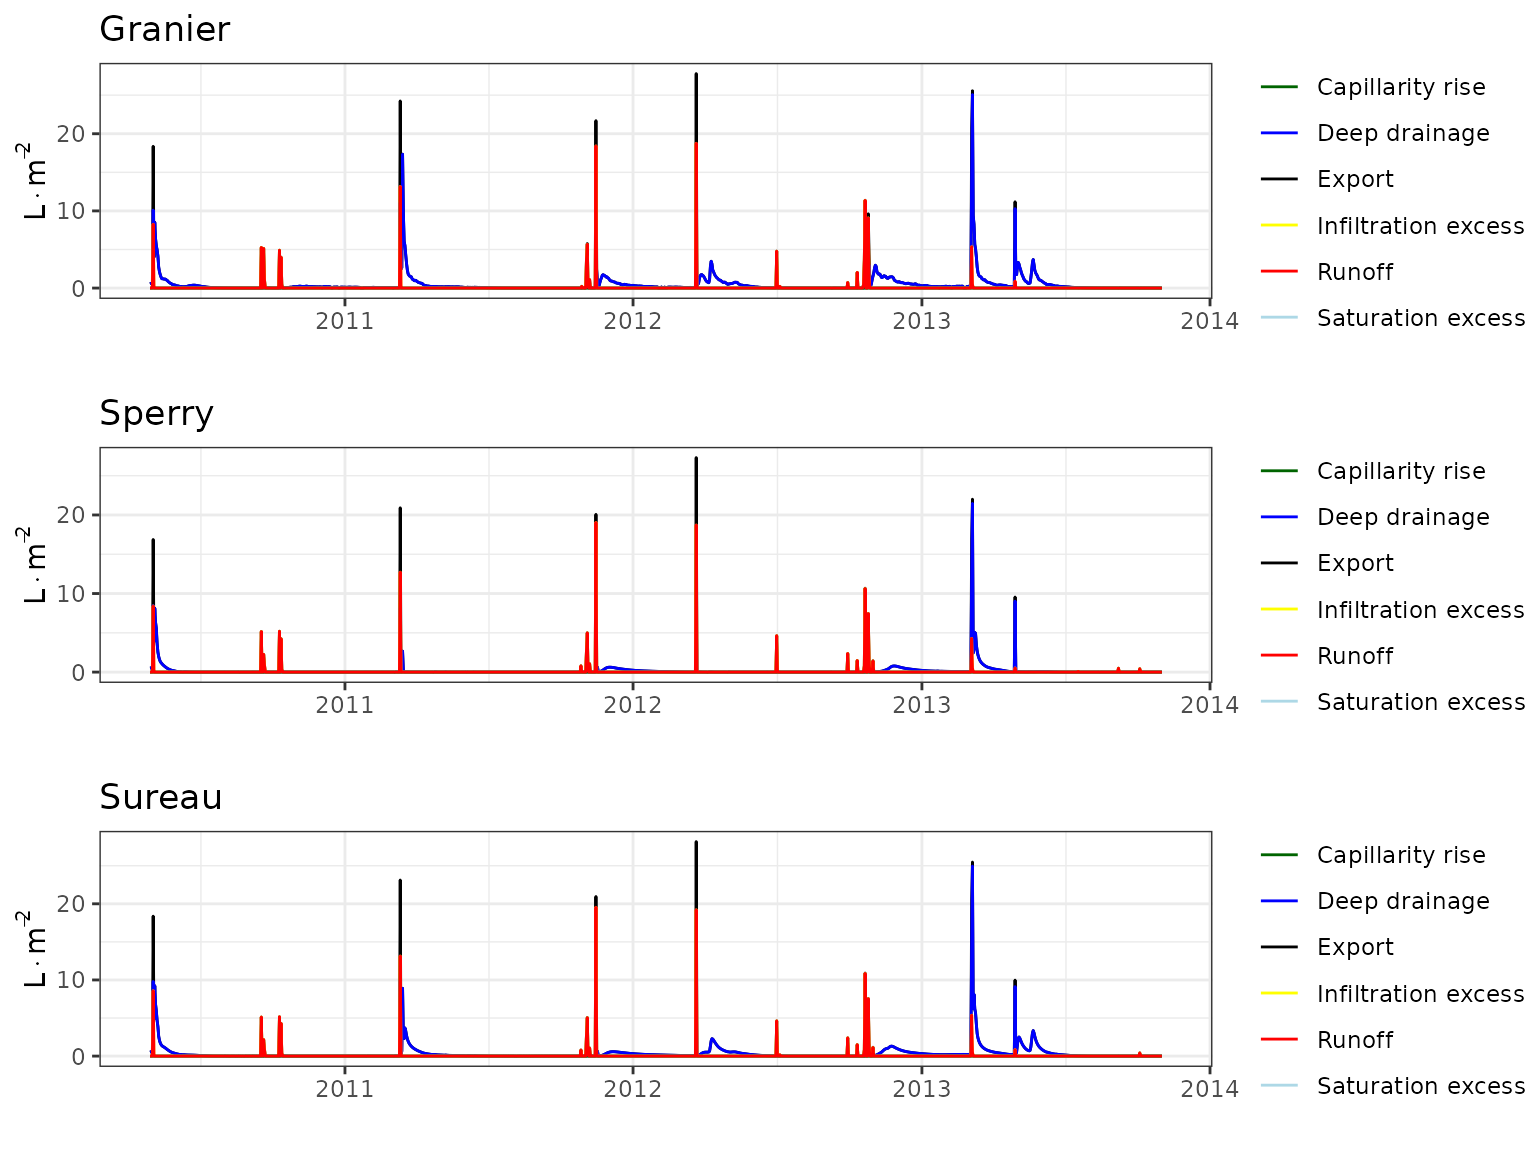 Granier
L · m⁻²
20
10
0
2011 2012 2013 2014
Capillarity rise
Deep drainage
Export
Infiltration excess
Runoff
Saturation excess
Sperry
L · m⁻²
20
10
0
2011 2012 2013 2014
Capillarity rise
Deep drainage
Export
Infiltration excess
Runoff
Saturation excess
Sureau
L · m⁻²
20
10
0
2011 2012 2013 2014
Capillarity rise
Deep drainage
Export
Infiltration excess
Runoff
Saturation excess